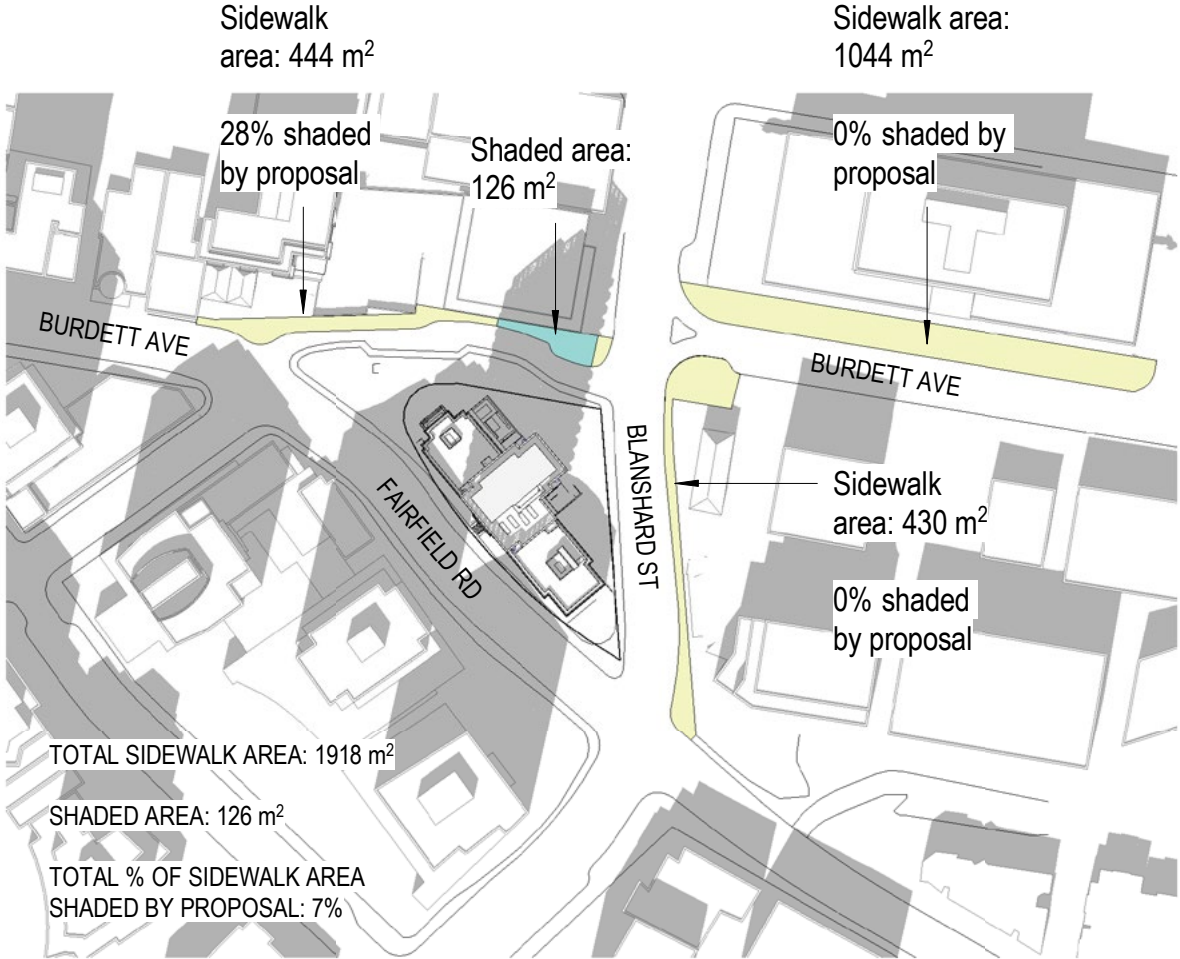 Sidewalk
area: 444 m²
28% shaded
by proposal
Shaded area:
126 m²
Sidewalk area:
1044 m²
0% shaded by
proposal
BURDETT AVE
BURDETT AVE
BLANSHARD ST
FAIRFIELD RD
Sidewalk
area: 430 m²
0% shaded
by proposal
TOTAL SIDEWALK AREA: 1918 m²
SHADED AREA: 126 m²
TOTAL % OF SIDEWALK AREA
SHADED BY PROPOSAL: 7%